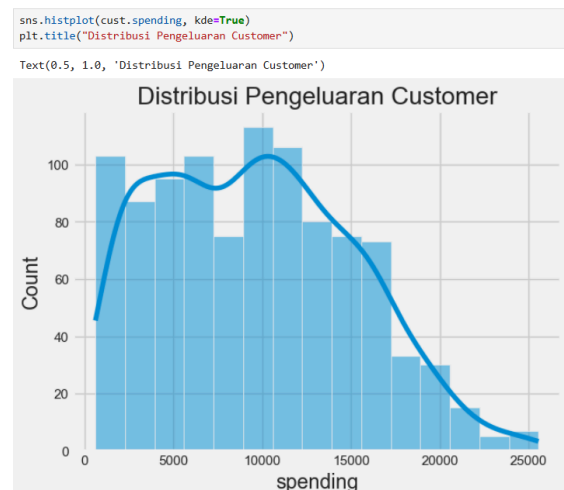 sns.histplot(cust.spending, kde=True)
plt.title("Distribusi Pengeluaran Customer")
Text(0.5, 1.0, 'Distribusi Pengeluaran Customer')
Distribusi Pengeluaran Customer
Count
100
80
60
40
20
0
0 5000 10000 15000 20000 25000
spending